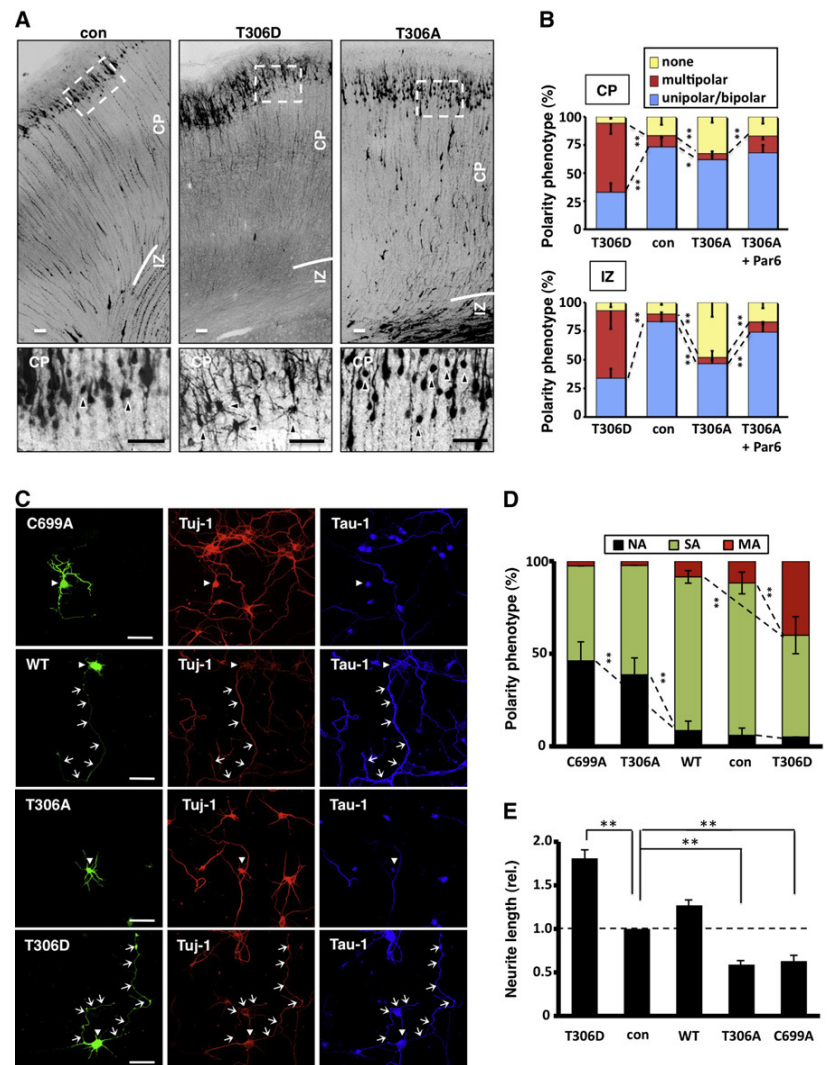 A
con
T306D
T306A
CP
IZ
CP
IZ
CP
IZ
CP
CP
CP
B
none
multipolar
unipolar/bipolar
CP
Polarity phenotype (%)
100
75
50
25
0
**
**
**
*
**
T306D con T306A T306A
+ Par6
IZ
Polarity phenotype (%)
100
75
50
25
0
**
**
**
**
**
T306D con T306A T306A
+ Par6
C
C699A
Tuj-1
Tau-1
WT
Tuj-1
Tau-1
T306A
Tuj-1
Tau-1
T306D
Tuj-1
Tau-1
D
NA SA MA
Polarity phenotype (%)
100
50
0
**
**
**
**
C699A T306A WT con T306D
E
Neurite length (rel.)
2.0
1.5
1.0
0.5
0
**
**
**
T306D con WT T306A C699A